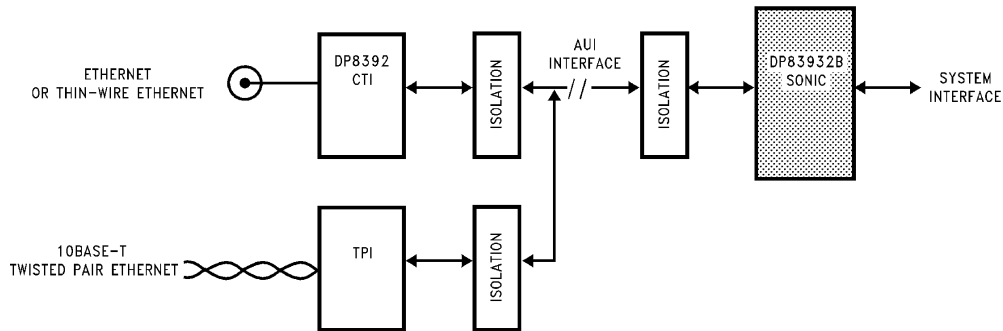 ETHERNET
OR THIN-WIRE ETHERNET
DP8392
CTI
ISOLATION
AUI
INTERFACE
//
ISOLATION
DP83932B
SONIC
SYSTEM
INTERFACE
10BASE-T
TWISTED PAIR ETHERNET
TPI
ISOLATION